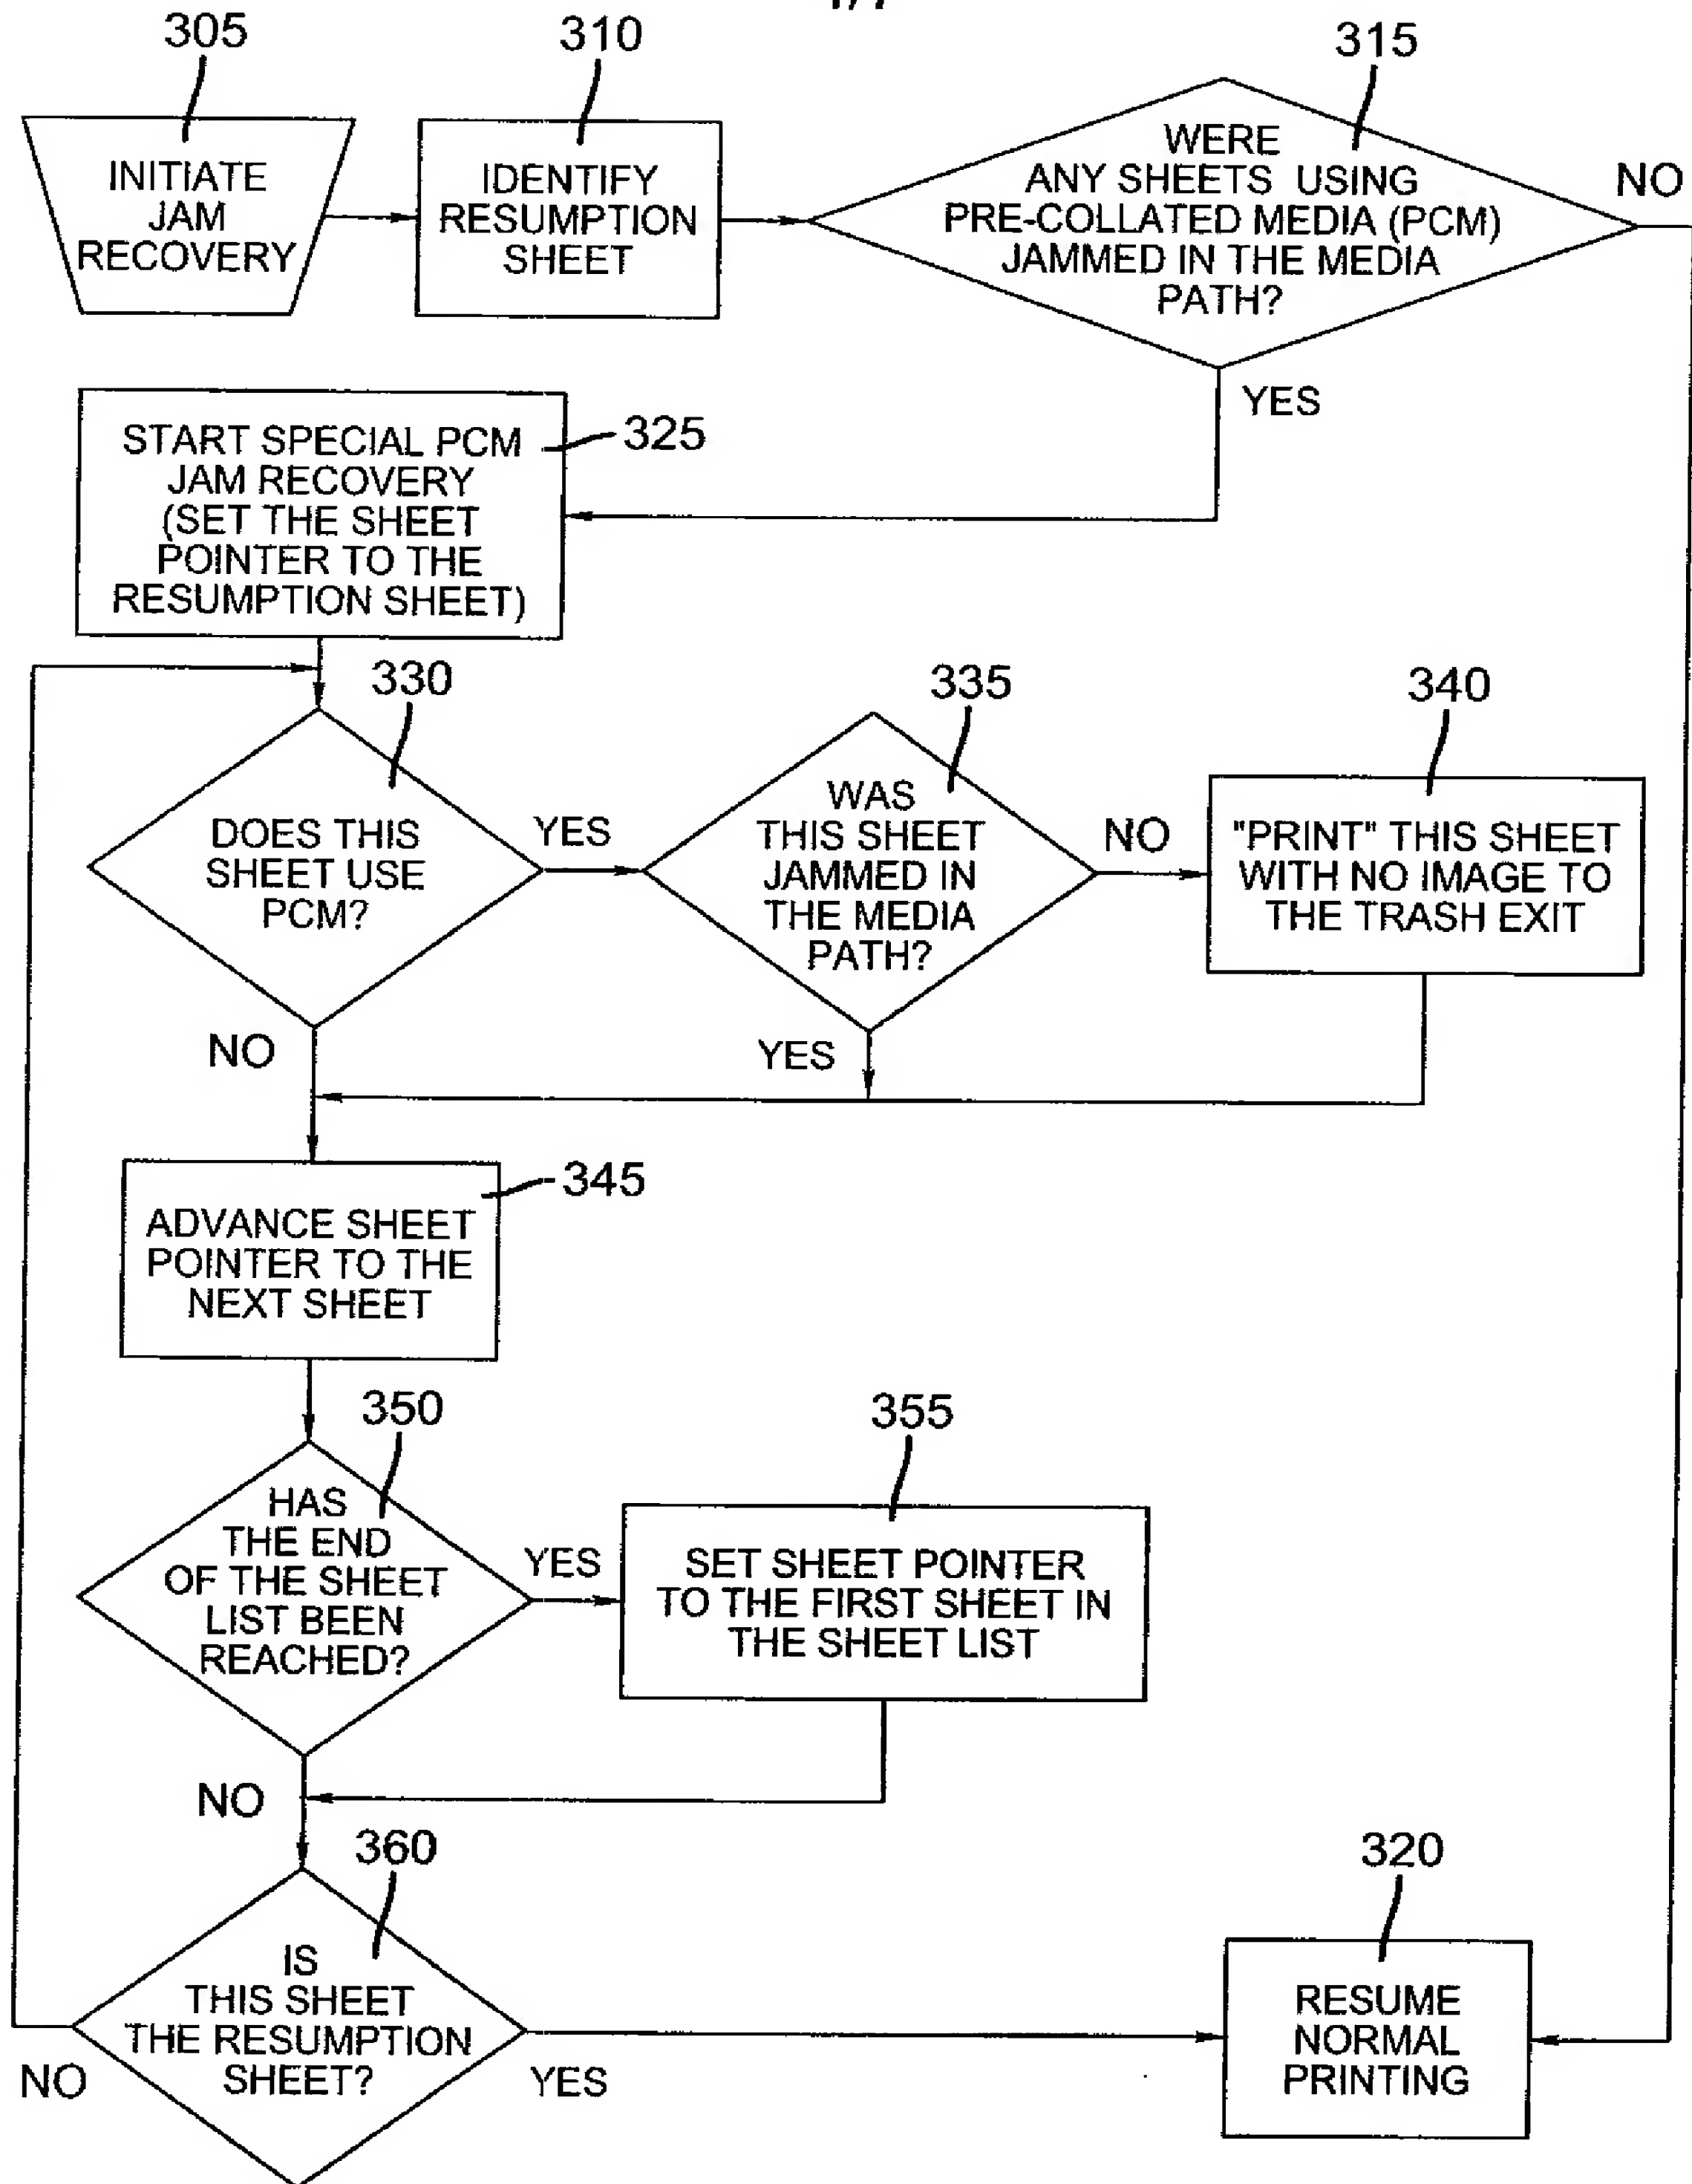 305
310
315
INITIATE
JAM
RECOVERY
IDENTIFY
RESUMPTION
SHEET
WERE
ANY SHEETS USING
PRE-COLLATED MEDIA (PCM)
JAMMED IN THE MEDIA
PATH?
NO
YES
START SPECIAL PCM
JAM RECOVERY
(SET THE SHEET
POINTER TO THE
RESUMPTION SHEET)
325
330
335
340
DOES THIS
SHEET USE
PCM?
YES
WAS
THIS SHEET
JAMMED IN
THE MEDIA
PATH?
NO
"PRINT" THIS SHEET
WITH NO IMAGE TO
THE TRASH EXIT
NO
YES
345
ADVANCE SHEET
POINTER TO THE
NEXT SHEET
350
355
HAS
THE END
OF THE SHEET
LIST BEEN
REACHED?
YES
SET SHEET POINTER
TO THE FIRST SHEET IN
THE SHEET LIST
NO
360
320
IS
THIS SHEET
THE RESUMPTION
SHEET?
NO
YES
RESUME
NORMAL
PRINTING